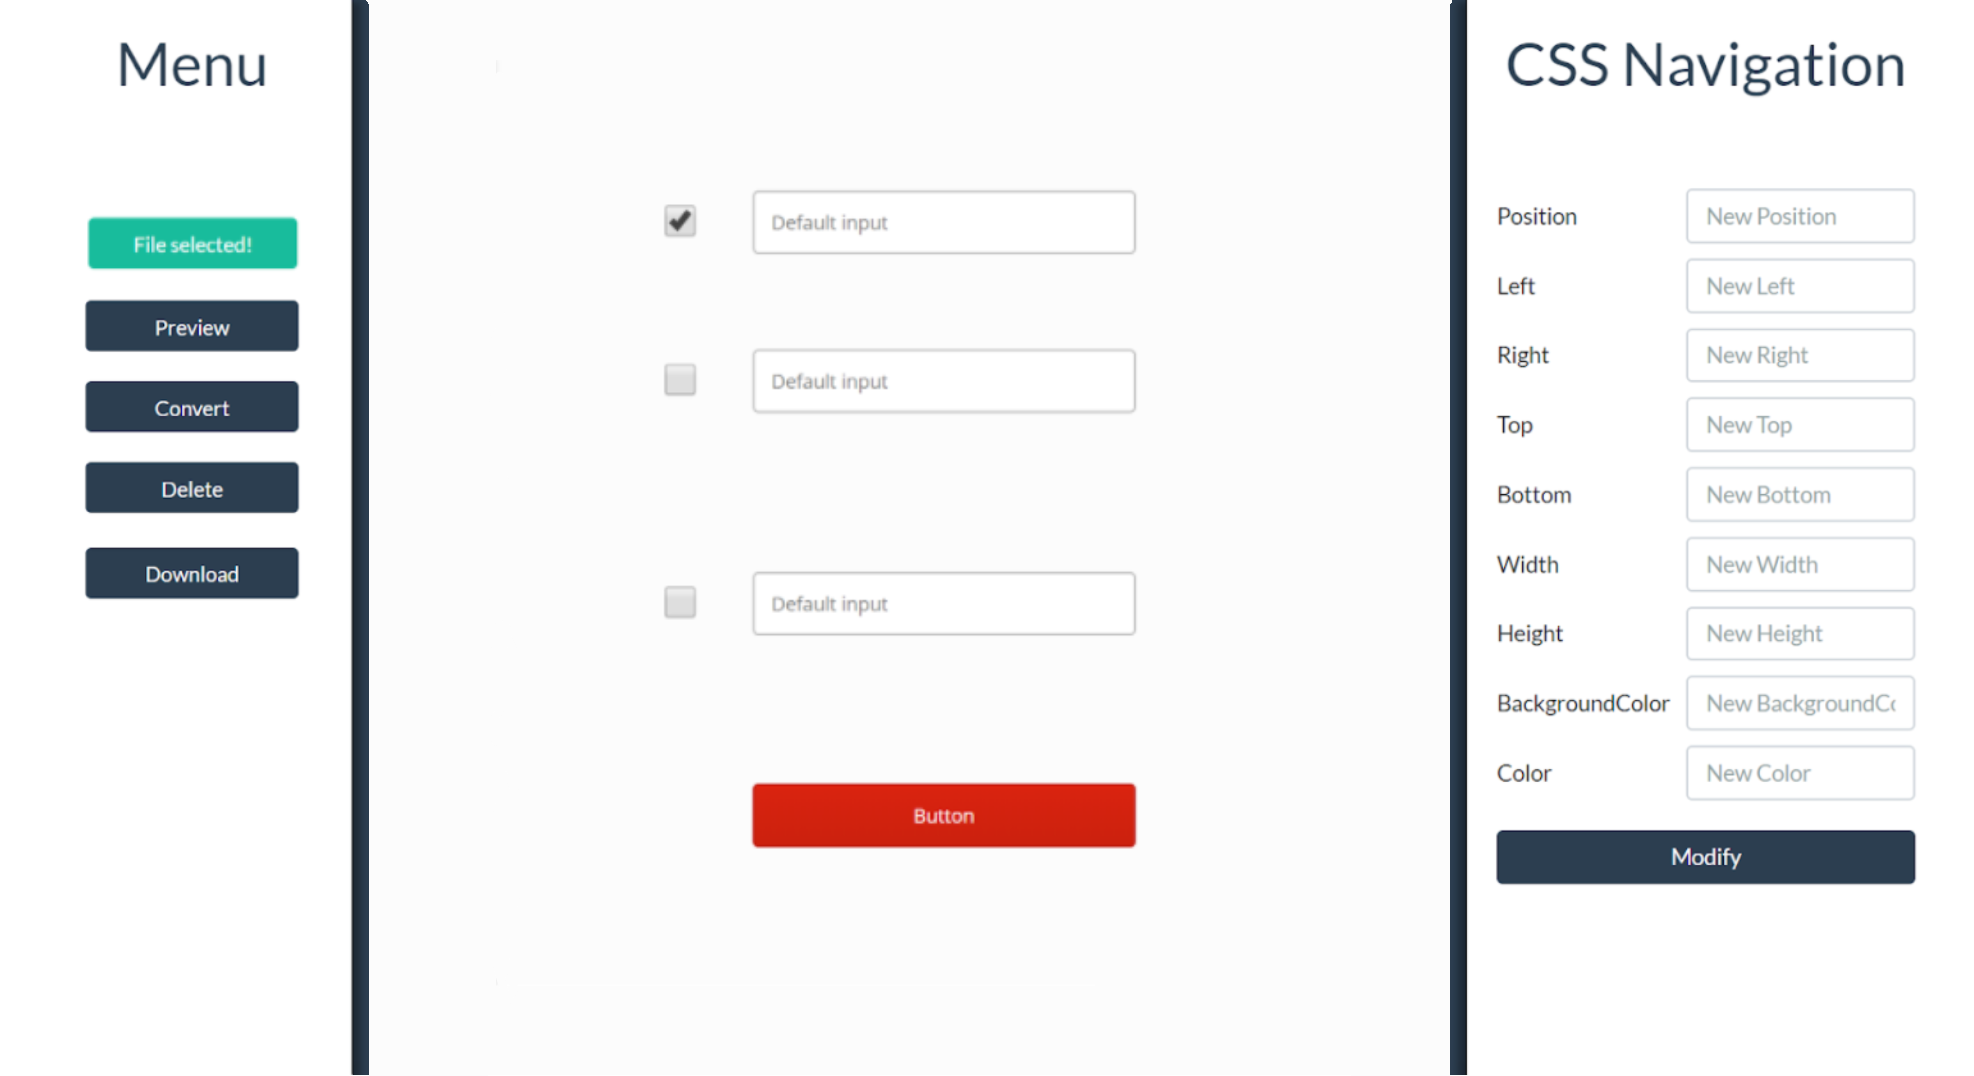 Menu
File selected!
Preview
Convert
Delete
Download
Default input
Default input
Default input
Button
CSS Navigation
Position New Position
Left New Left
Right New Right
Top New Top
Bottom New Bottom
Width New Width
Height New Height
BackgroundColor New BackgroundCo
Color New Color
Modify